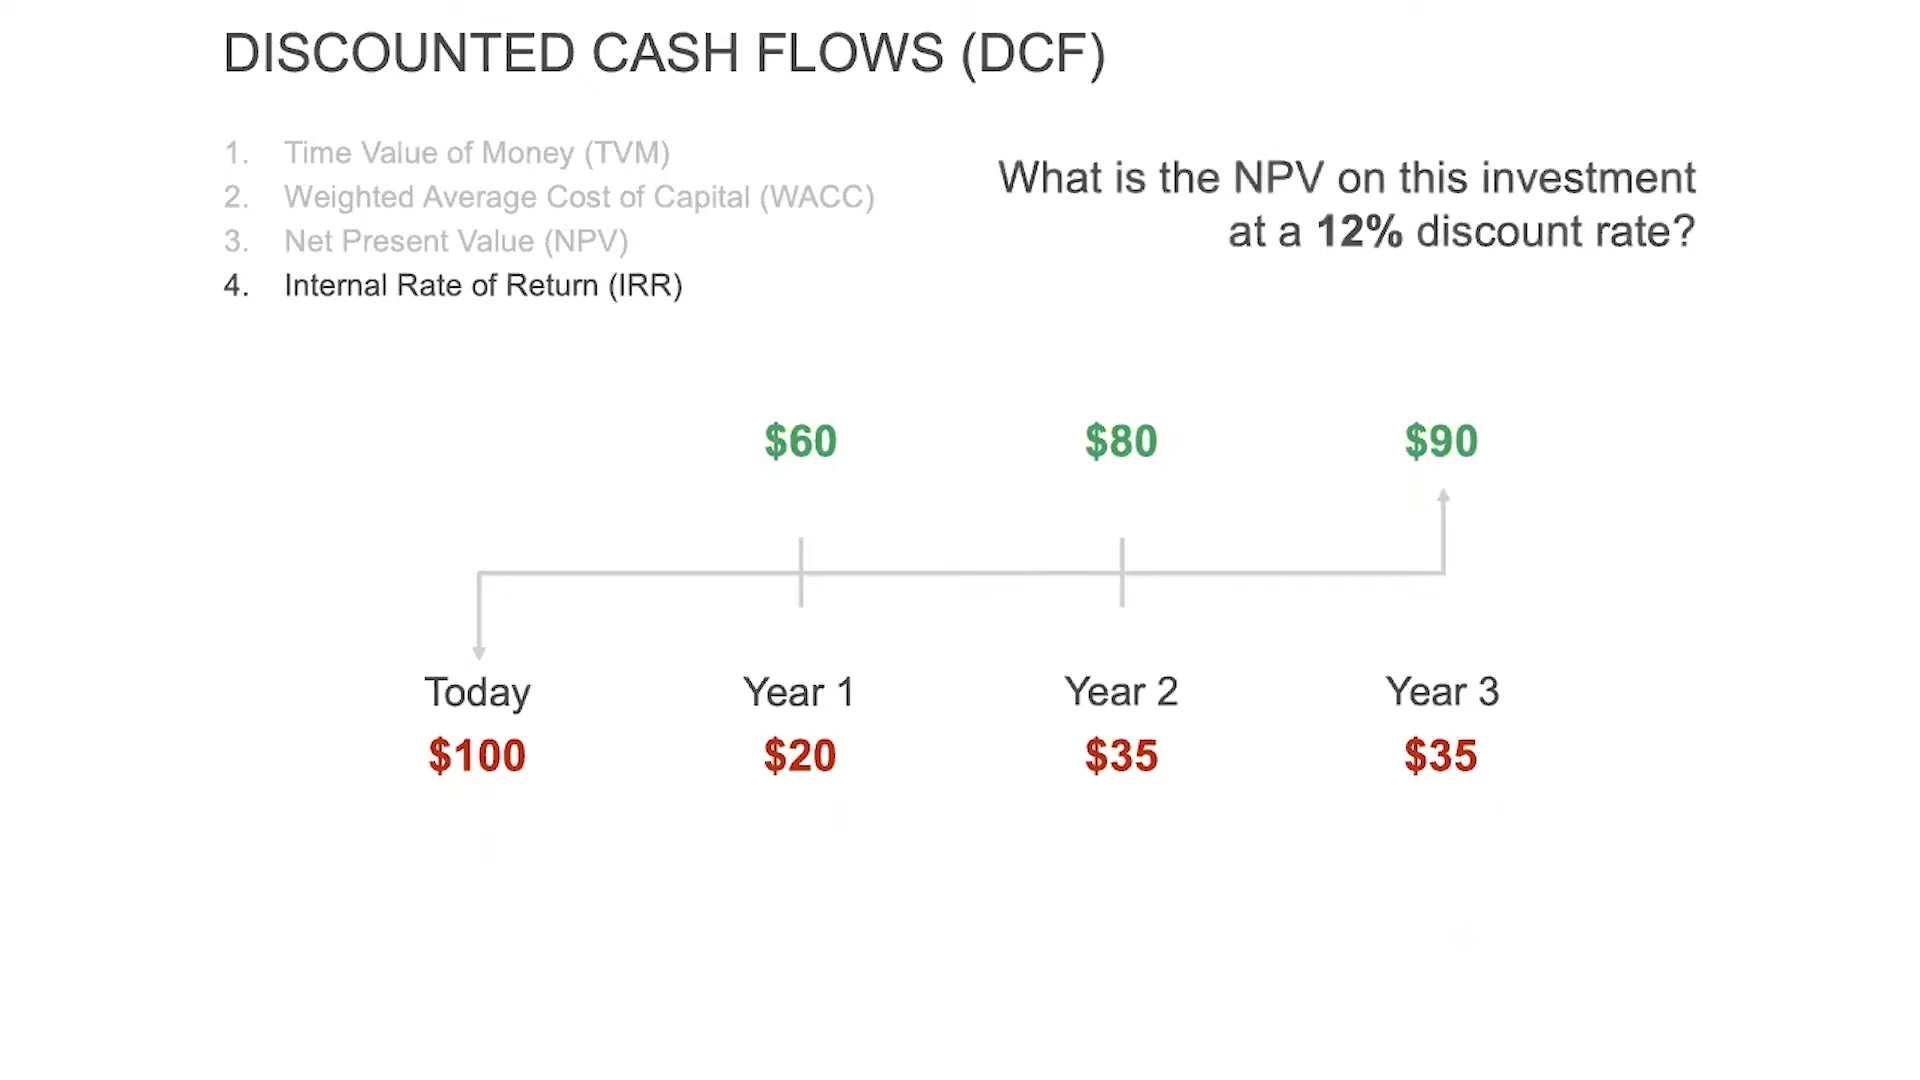 DISCOUNTED CASH FLOWS (DCF)
1. Time Value of Money (TVM)
2. Weighted Average Cost of Capital (WACC)
3. Net Present Value (NPV)
4. Internal Rate of Return (IRR)
What is the NPV on this investment
at a 12% discount rate?
$60 $80 $90
Today Year 1 Year 2 Year 3
$100 $20 $35 $35